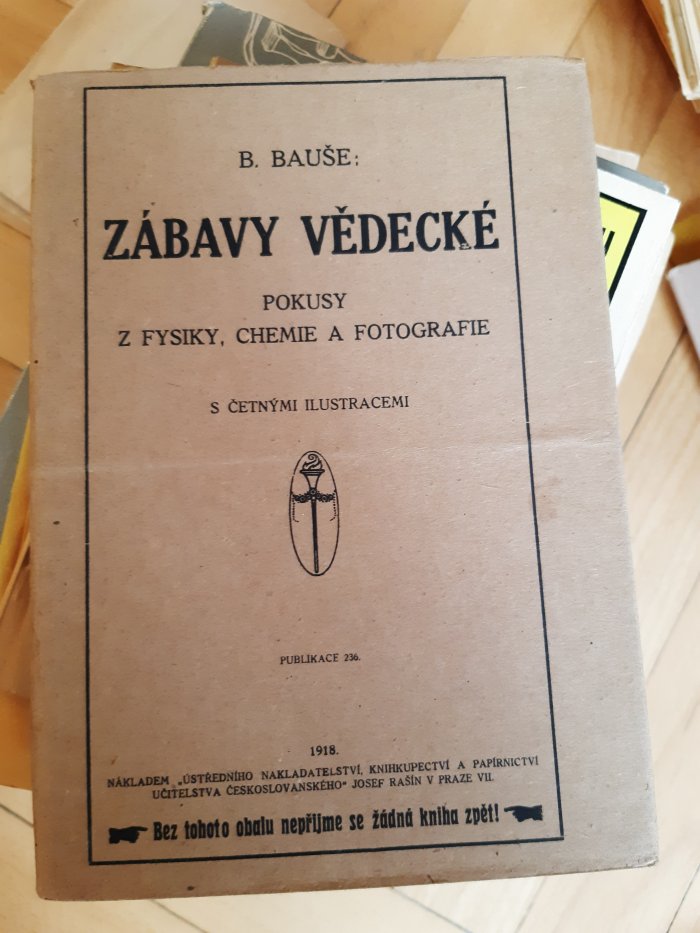 B. BAUŠE:
ZÁBAVY VĚDECKÉ
POKUSY
Z FYSIKY, CHEMIE A FOTOGRAFIE
S ČETNÝMI ILUSTRACEMI
PUBLIKACE 236.
1918.
NÁKLADEM „ÚSTŘEDNÍHO NAKLADATELSTVÍ, KNIHKUPECTVÍ A PAPÍRNICTVÍ
UČITELSTVA ČESKOSLOVANSKÉHO“ JOSEF RAŠÍN V PRAZE VII.
Bez tohoto obalu nepřijme se žádná kniha zpět!